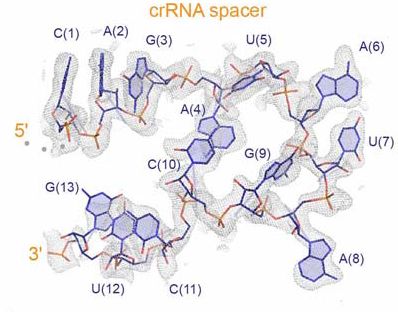 crRNA spacer
C(1)
A(2)
G(3)
U(5)
A(6)
A(4)
5'
U(7)
C(10)
G(9)
G(13)
3'
A(8)
U(12)
C(11)